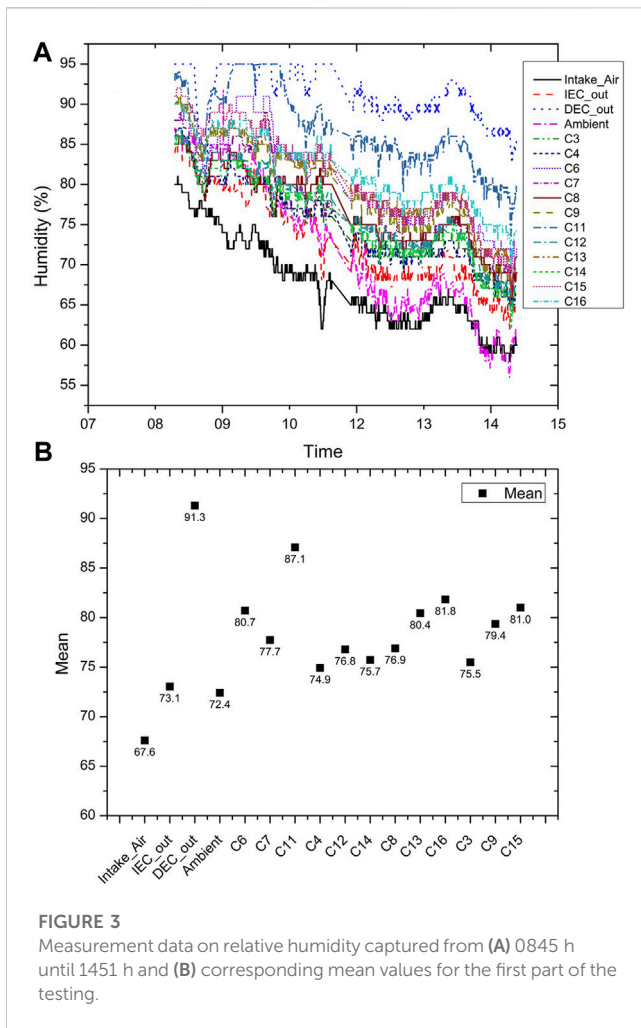 A
95
90
85
80
75
70
65
60
55
Humidity (%)
07 08 09 10 11 12 13 14 15
Time
Intake_Air
IEC_out
DEC_out
Ambient
C3
C4
C6
C7
C8
C9
C11
C12
C13
C14
C15
C16
B
95
90
85
80
75
70
65
60
Mean
Mean
67.6
73.1
91.3
72.4
80.7
77.7
87.1
74.9
76.8
75.7
76.9
80.4
81.8
75.5
79.4
81.0
Intake_Air
IEC_out
DEC_out
Ambient
C6
C7
C11
C4
C12
C14
C8
C13
C16
C3
C9
C15
FIGURE 3
Measurement data on relative humidity captured from (A) 0845 h
until 1451 h and (B) corresponding mean values for the first part of the
testing.